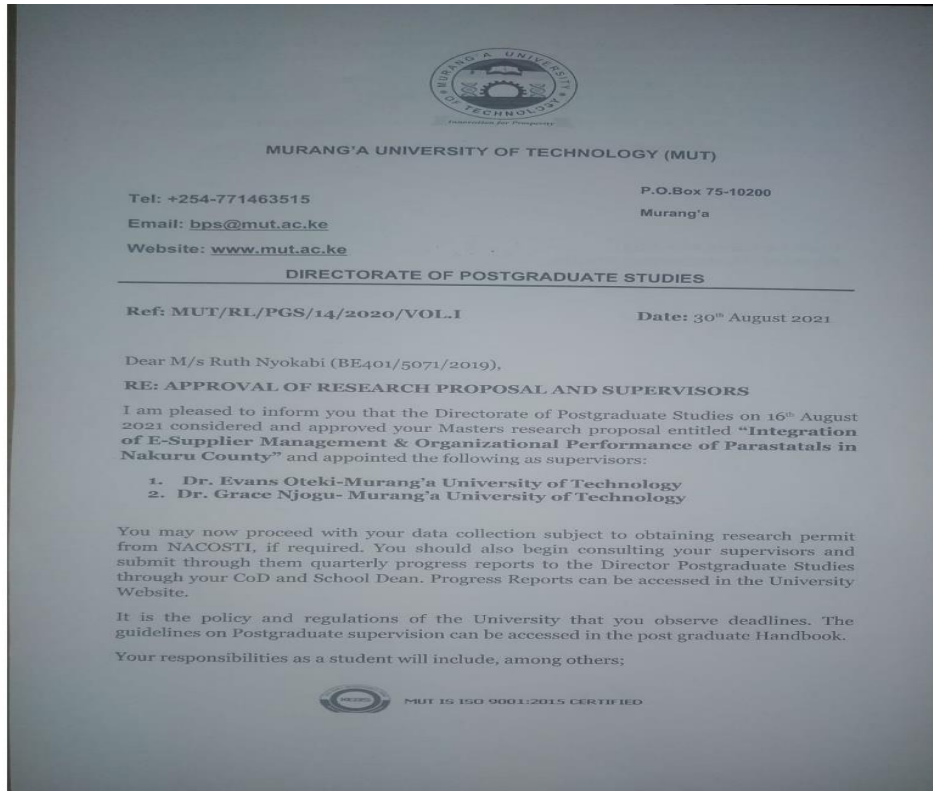 MURANG'A UNIVERSITY OF TECHNOLOGY
Innovation for Prosperity
MURANG'A UNIVERSITY OF TECHNOLOGY (MUT)
Tel: +254-771463515
P.O.Box 75-10200
Email: bps@mut.ac.ke
Murang'a
Website: www.mut.ac.ke
DIRECTORATE OF POSTGRADUATE STUDIES
Ref: MUT/RL/PGS/14/2020/VOL.I
Date: 30th August 2021
Dear M/s Ruth Nyokabi (BE401/5071/2019),
RE: APPROVAL OF RESEARCH PROPOSAL AND SUPERVISORS
I am pleased to inform you that the Directorate of Postgraduate Studies on 16th August
2021 considered and approved your Masters research proposal entitled "Integration
of E-Supplier Management & Organizational Performance of Parastatals in
Nakuru County" and appointed the following as supervisors:
1. Dr. Evans Oteki-Murang'a University of Technology
2. Dr. Grace Njogu- Murang'a University of Technology
You may now proceed with your data collection subject to obtaining research permit
from NACOSTI, if required. You should also begin consulting your supervisors and
submit through them quarterly progress reports to the Director Postgraduate Studies
through your CoD and School Dean. Progress Reports can be accessed in the University
Website.
It is the policy and regulations of the University that you observe deadlines. The
guidelines on Postgraduate supervision can be accessed in the post graduate Handbook.
Your responsibilities as a student will include, among others;
MUT IS ISO 9001:2015 CERTIFIED